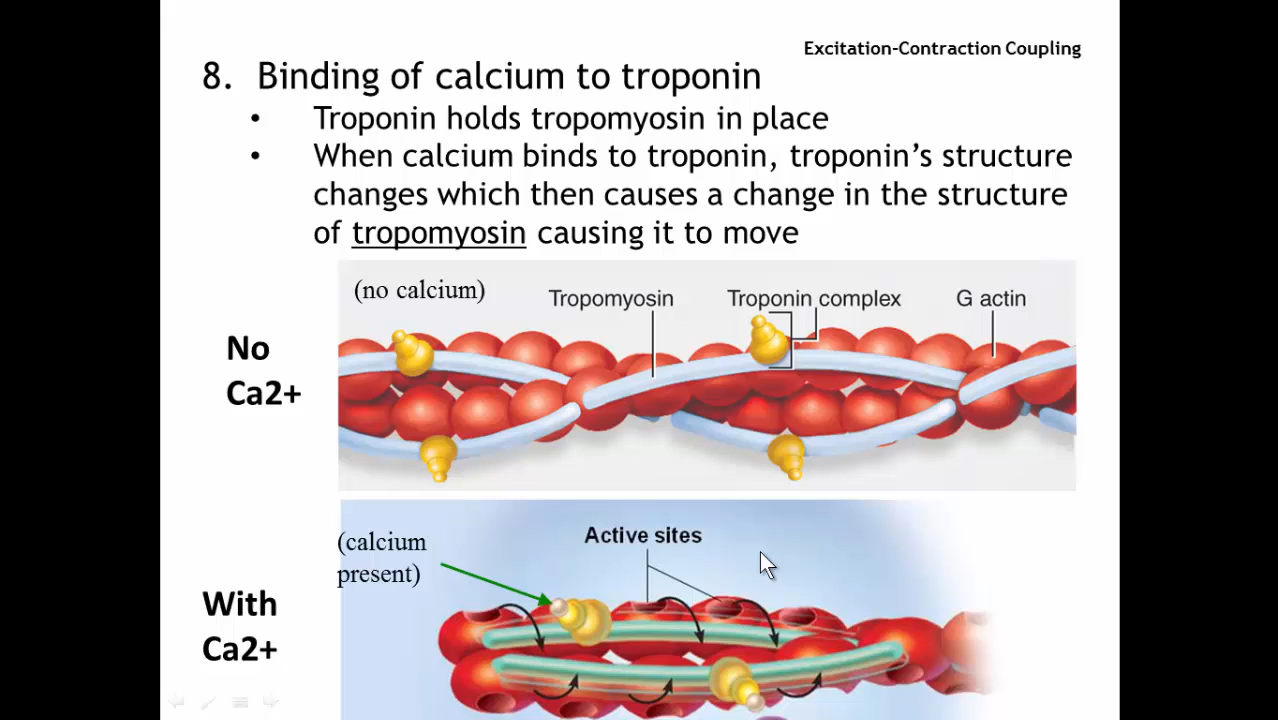 Excitation-Contraction Coupling
8. Binding of calcium to troponin
• Troponin holds tropomyosin in place
• When calcium binds to troponin, troponin’s structure
changes which then causes a change in the structure
of tropomyosin causing it to move
(no calcium)
Tropomyosin
Troponin complex
G actin
No
Ca2+
(calcium
present)
Active sites
With
Ca2+